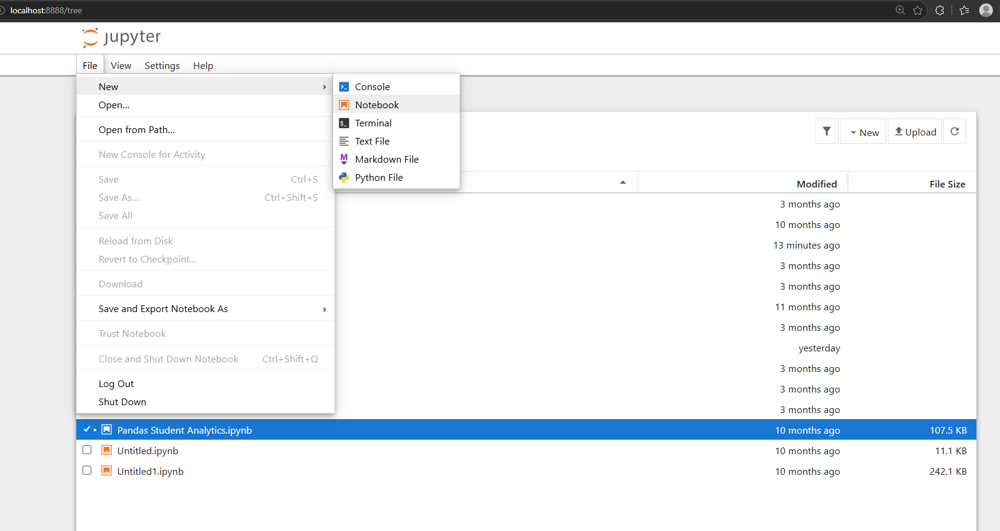 localhost:8888/tree
jupyter
File View Settings Help
New
Open...
Open from Path...
New Console for Activity
Save Ctrl+S
Save As... Ctrl+Shift+S
Save All
Reload from Disk
Revert to Checkpoint...
Download
Save and Export Notebook As
Trust Notebook
Close and Shut Down Notebook Ctrl+Shift+Q
Log Out
Shut Down
Console
Notebook
Terminal
Text File
Markdown File
Python File
New Upload
Modified File Size
3 months ago
10 months ago
13 minutes ago
3 months ago
3 months ago
11 months ago
3 months ago
yesterday
3 months ago
3 months ago
3 months ago
Pandas Student Analytics.ipynb 10 months ago 107.5 KB
Untitled.ipynb 10 months ago 11.1 KB
Untitled1.ipynb 10 months ago 242.1 KB